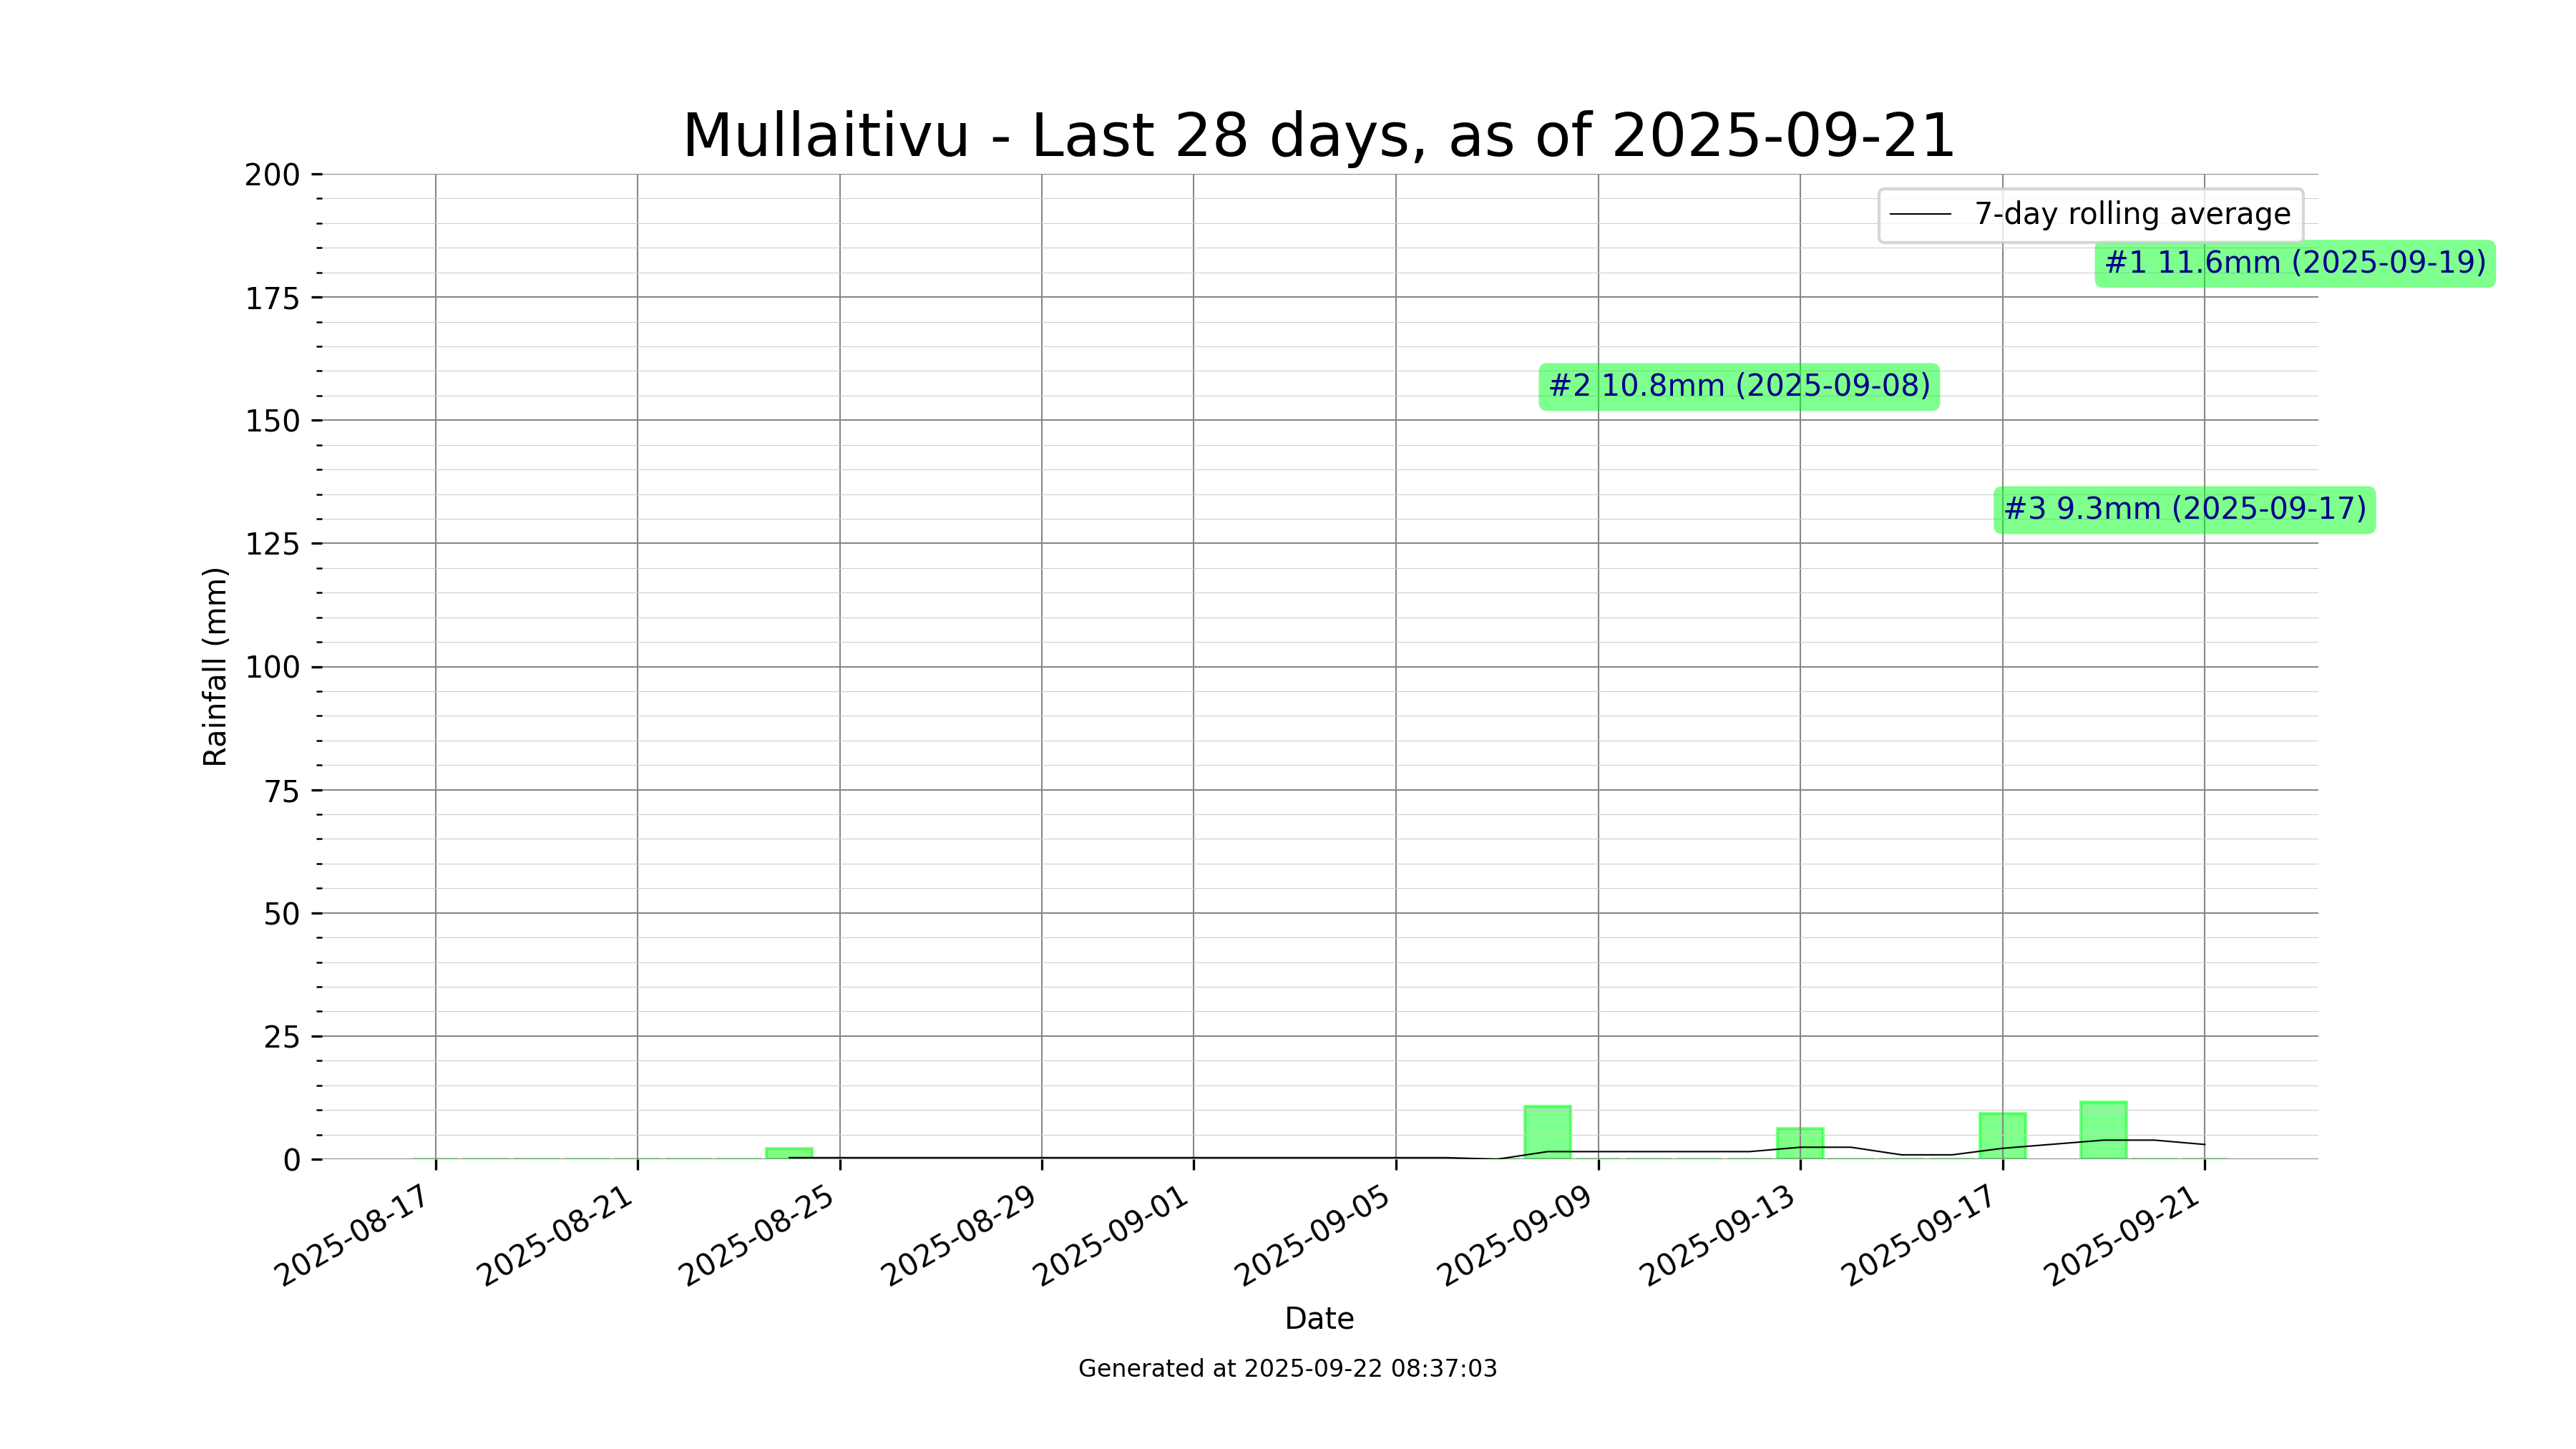 Mullaitivu - Last 28 days, as of 2025-09-21
200
175
150
125
100
75
50
25
0
Rainfall (mm)
7-day rolling average
#1 11.6mm (2025-09-19)
#2 10.8mm (2025-09-08)
#3 9.3mm (2025-09-17)
2025-08-17
2025-08-21
2025-08-25
2025-08-29
2025-09-01
2025-09-05
2025-09-09
2025-09-13
2025-09-17
2025-09-21
Date
Generated at 2025-09-22 08:37:03